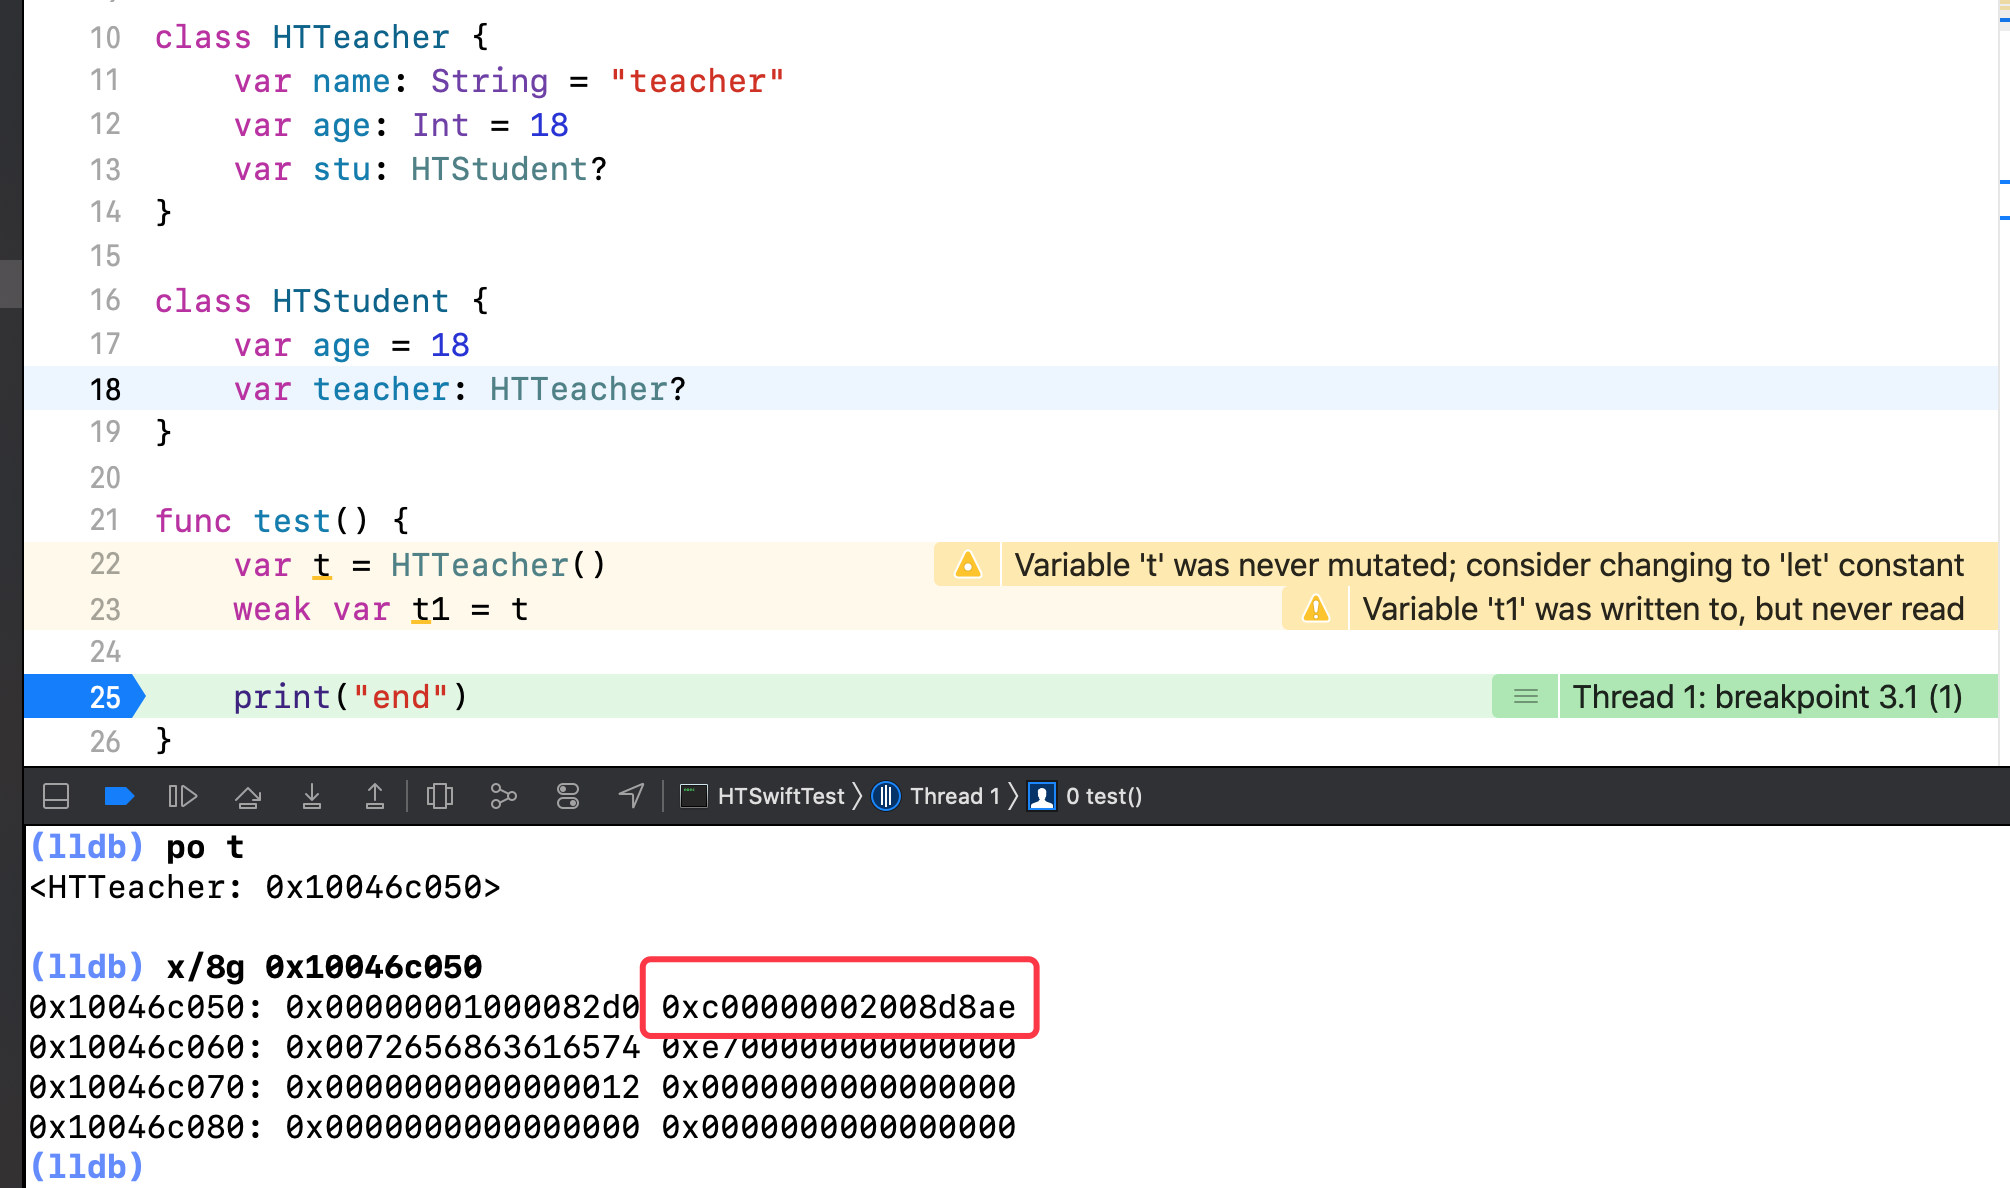 10 class HTTeacher {
11 var name: String = "teacher"
12 var age: Int = 18
13 var stu: HTStudent?
14 }
15
16 class HTStudent {
17 var age = 18
18 var teacher: HTTeacher?
19 }
20
21 func test() {
22 var t = HTTeacher() Variable 't' was never mutated; consider changing to 'let' constant
23 weak var t1 = t Variable 't1' was written to, but never read
24
25 print("end") Thread 1: breakpoint 3.1 (1)
26 }
HTSwiftTest Thread 1 0 test()
(lldb) po t
<HTTeacher: 0x10046c050>
(lldb) x/8g 0x10046c050
0x10046c050: 0x00000001000082d0 0xc00000002008d8ae
0x10046c060: 0x0072656863616574 0xe700000000000000
0x10046c070: 0x0000000000000012 0x0000000000000000
0x10046c080: 0x0000000000000000 0x0000000000000000
(lldb)